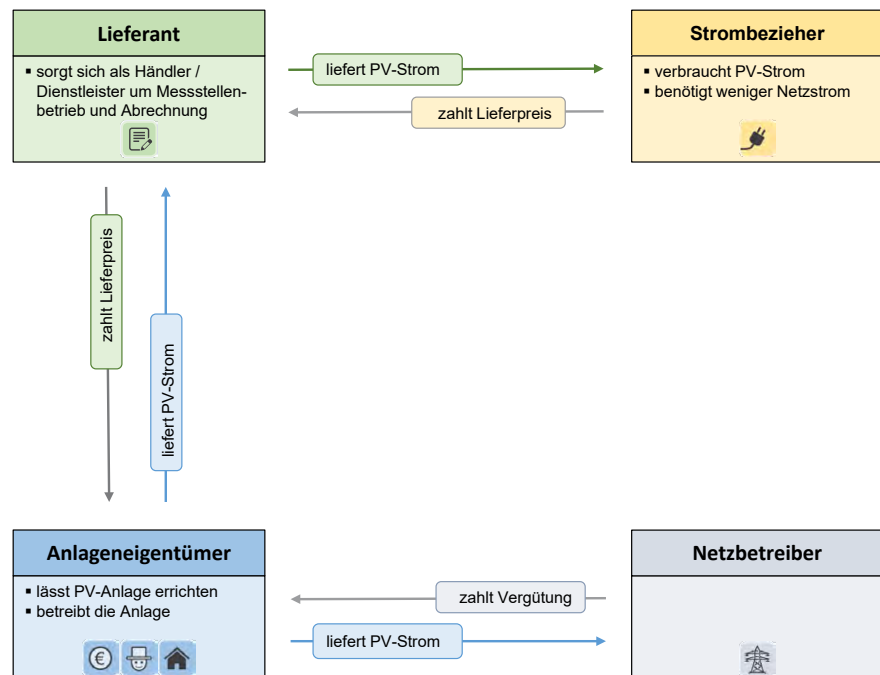 Lieferant
▪ sorgt sich als Händler /
Dienstleister um Messstellen-
betrieb und Abrechnung
liefert PV-Strom
zahlt Lieferpreis
Strombezieher
▪ verbraucht PV-Strom
▪ benötigt weniger Netzstrom
zahlt Lieferpreis
liefert PV-Strom
Anlageneigentümer
▪ lässt PV-Anlage errichten
▪ betreibt die Anlage
€
zahlt Vergütung
liefert PV-Strom
Netzbetreiber